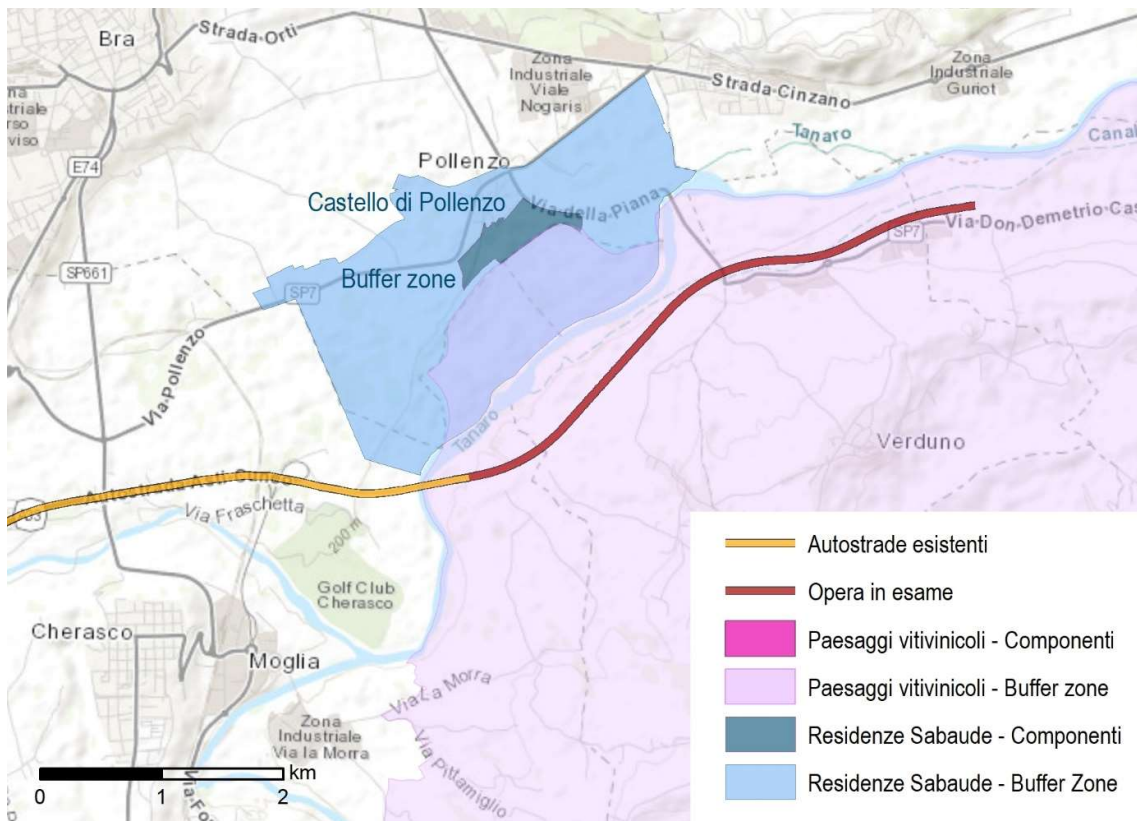 Bra
Strada Orti
Zona
Industriale
Viale
Nogaris
Strada Cinzano
Zona
Industriale
Guriot
Tanaro
Canal
E74
Pollenzo
Castello di Pollenzo
Via della Piana
Via Don Demetrio Cas
SP7
SP661
Buffer zone
SP7
Via Pollenzo
Tanaro
Verduno
Via Fraschetta
200 m
Golf Club
Cherasco
Cherasco
Moglia
Via La Morra
Zona
Industriale
Via la Morra
Via Pittamiglio
km
0 1 2
Autostrade esistenti
Opera in esame
Paesaggi vitivinicoli - Componenti
Paesaggi vitivinicoli - Buffer zone
Residenze Sabaude - Componenti
Residenze Sabaude - Buffer Zone